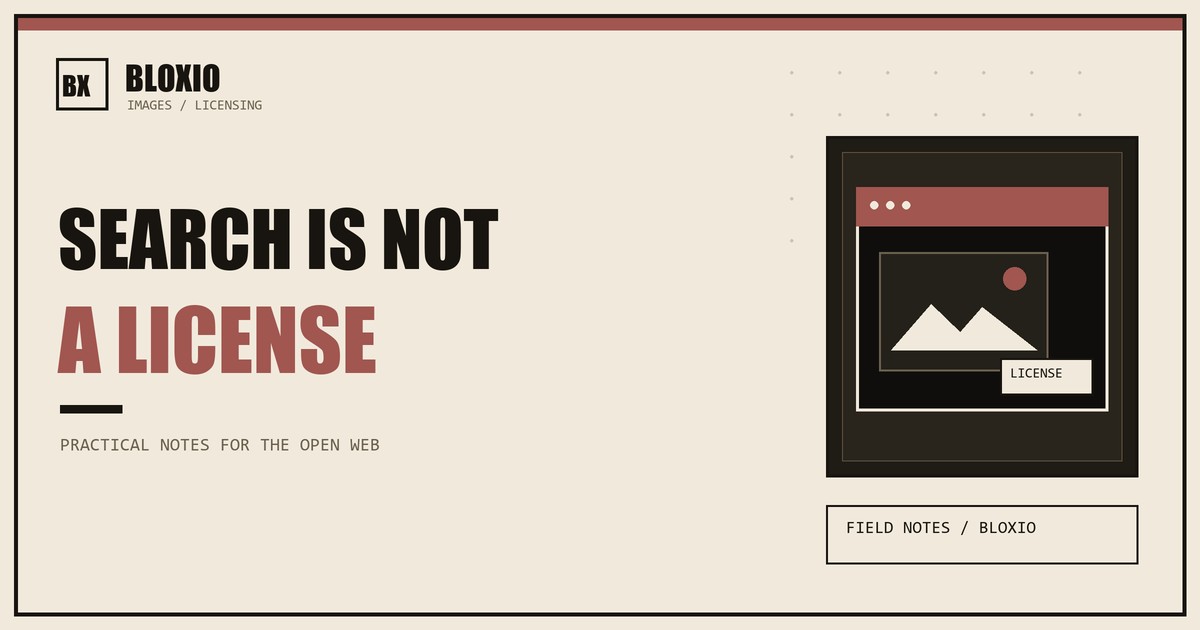 BX
BLOXIO
IMAGES / LICENSING
SEARCH IS NOT
A LICENSE
PRACTICAL NOTES FOR THE OPEN WEB
LICENSE
FIELD NOTES / BLOXIO